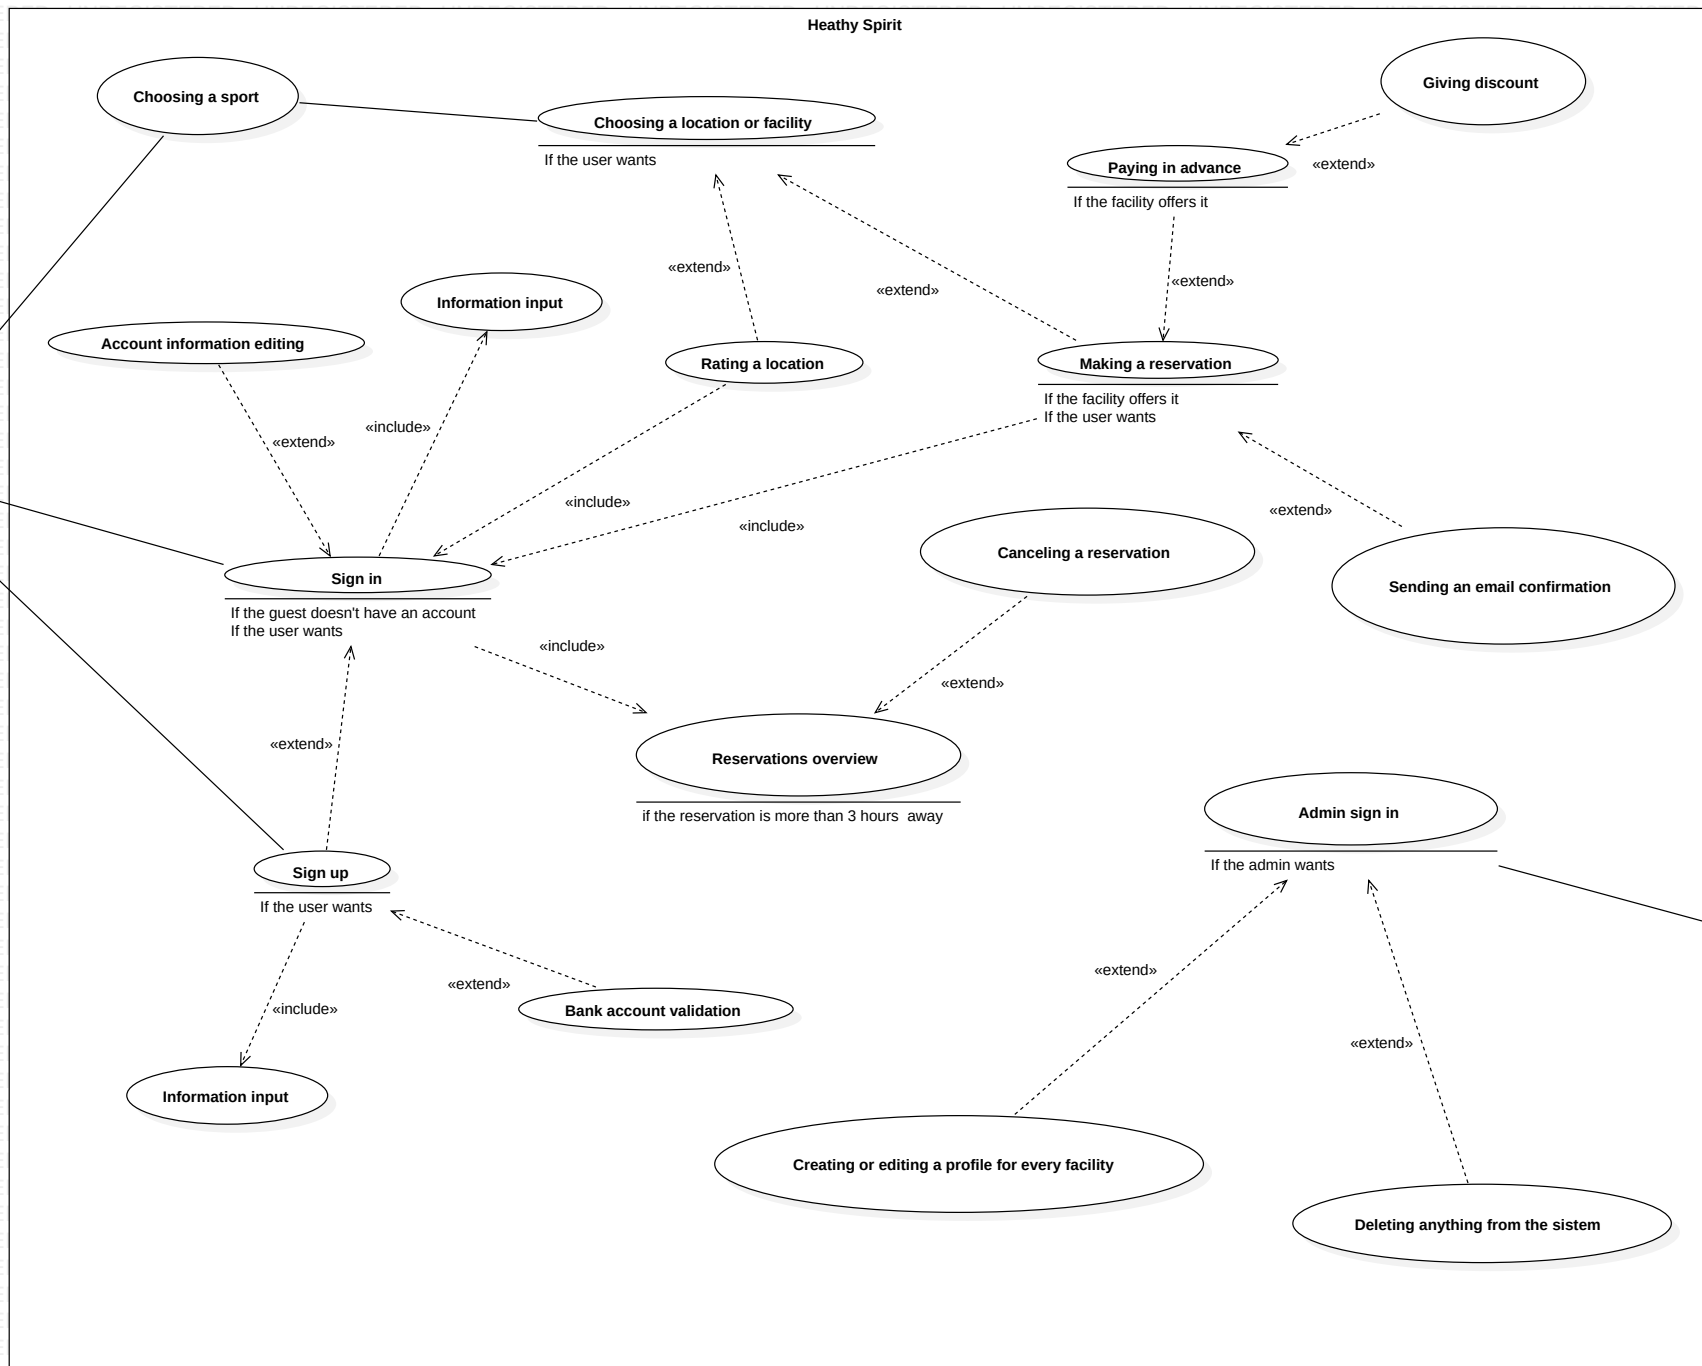 Heathy Spirit
Choosing a sport
Choosing a location or facility
If the user wants
Giving discount
Paying in advance
If the facility offers it
«extend»
«extend»
«extend»
«extend»
Information input
Account information editing
Rating a location
Making a reservation
If the facility offers it
If the user wants
«extend»
«include»
«include»
«include»
«extend»
Canceling a reservation
Sign in
If the guest doesn't have an account
If the user wants
Sending an email confirmation
«include»
«extend»
«extend»
Reservations overview
if the reservation is more than 3 hours  away
Admin sign in
If the admin wants
Sign up
If the user wants
«extend»
«extend»
«include»
Bank account validation
«extend»
Information input
Creating or editing a profile for every facility
Deleting anything from the sistem